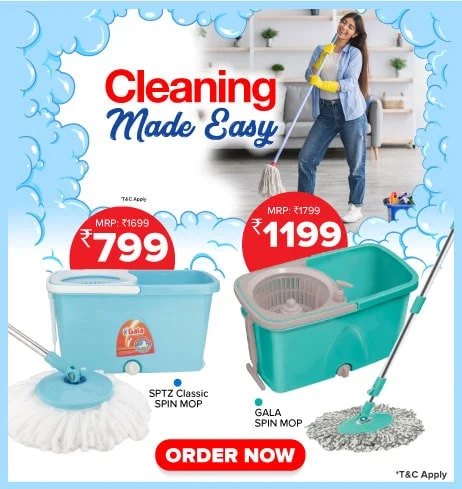 Cleaning
Made Easy
*T&C Apply
MRP: ₹1699
₹799
MRP: ₹1799
₹1199
Gala
SPTZ Classic
SPIN MOP
GALA
SPIN MOP
ORDER NOW
*T&C Apply